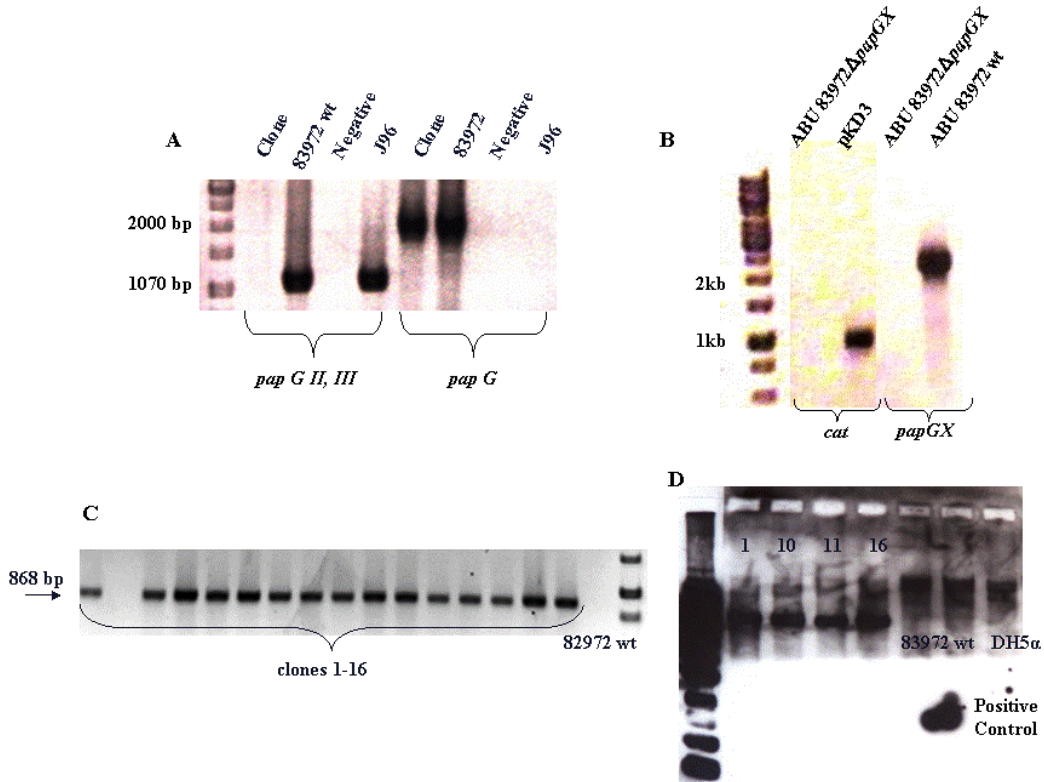 A
Clone
83972 wt
Negative
J96
Clone
83972
Negative
J96
2000 bp
1070 bp
pap G II, III
pap G
B
ABU 83972ΔpapGX
pKD3
ABU 83972ΔpapGX
ABU 83972 wt
2kb
1kb
cat
papGX
C
868 bp
82972 wt
clones 1-16
D
1 10 11 16
83972 wt
DH5α
Positive
Control